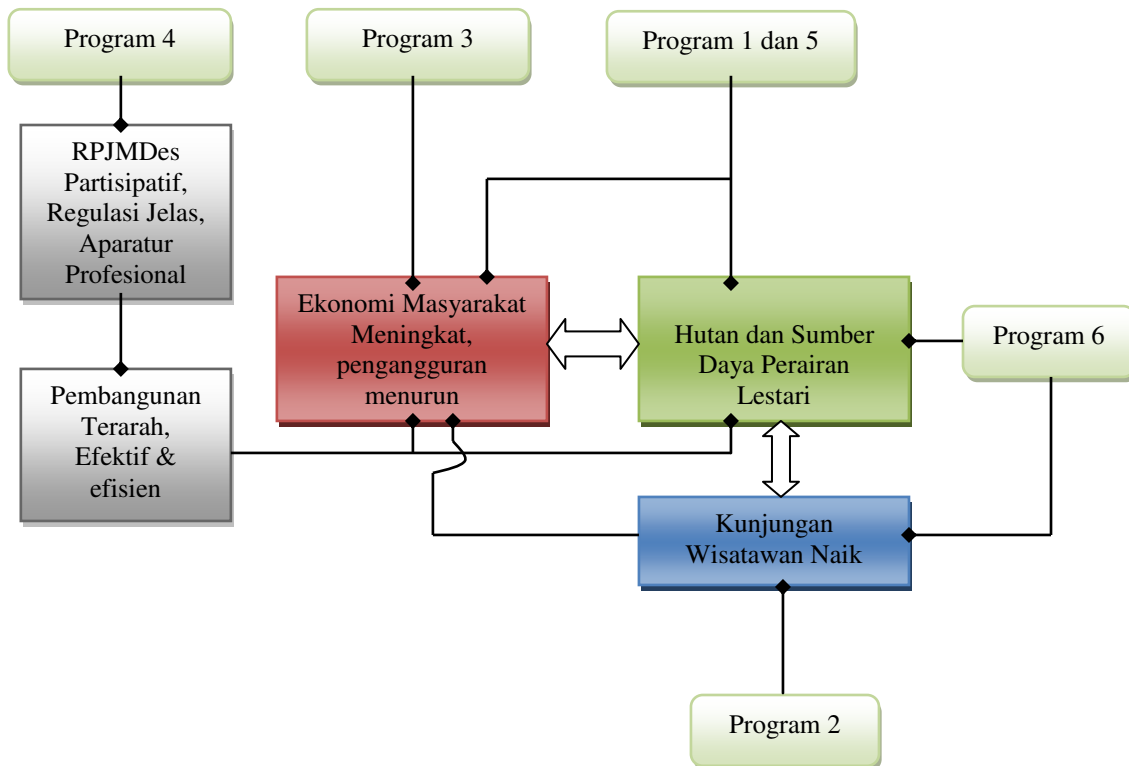 Program 4
Program 3
Program 1 dan 5
RPJMDes
Partisipatif,
Regulasi Jelas,
Aparatur
Profesional
Ekonomi Masyarakat
Meningkat,
pengangguran
menurun
Hutan dan Sumber
Daya Perairan
Lestari
Program 6
Pembangunan
Terarah,
Efektif &
efisien
Kunjungan
Wisatawan Naik
Program 2